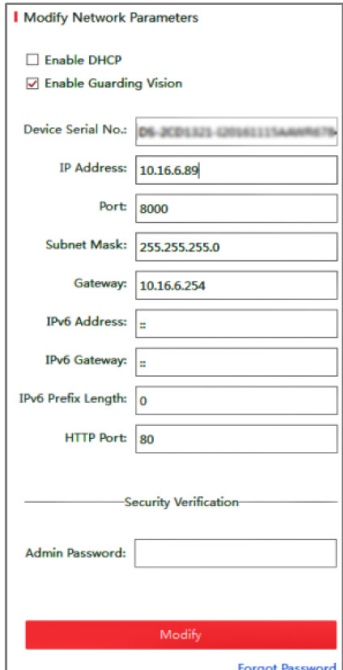 Modify Network Parameters
Enable DHCP
Enable Guarding Vision
Device Serial No.:
IP Address: 10.16.6.89
Port: 8000
Subnet Mask: 255.255.255.0
Gateway: 10.16.6.254
IPv6 Address: ::
IPv6 Gateway: ::
IPv6 Prefix Length: 0
HTTP Port: 80
Security Verification
Admin Password:
Modify
Forgot Password